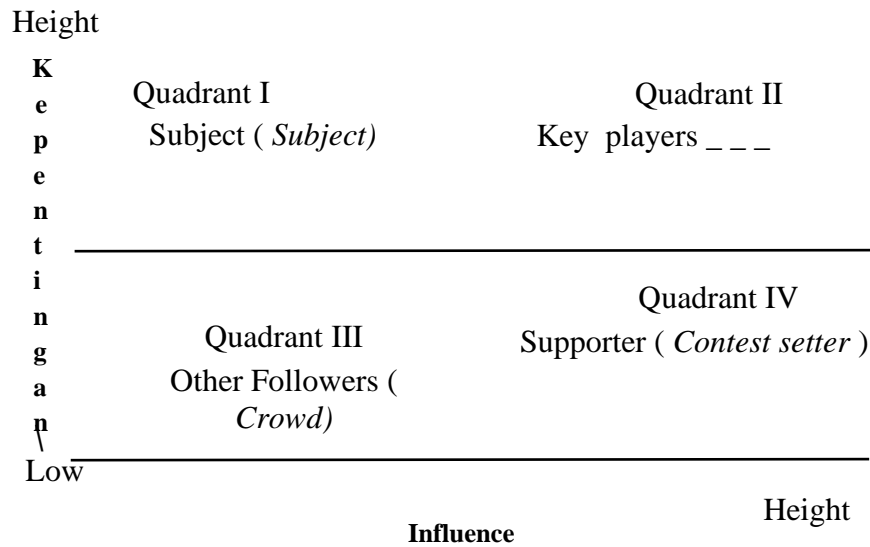 Height
Kepentingan
Quadrant I
Subject ( Subject)
Quadrant II
Key players _ _ _
Quadrant III
Other Followers (
Crowd)
Quadrant IV
Supporter ( Contest setter )
Low
Height
Influence